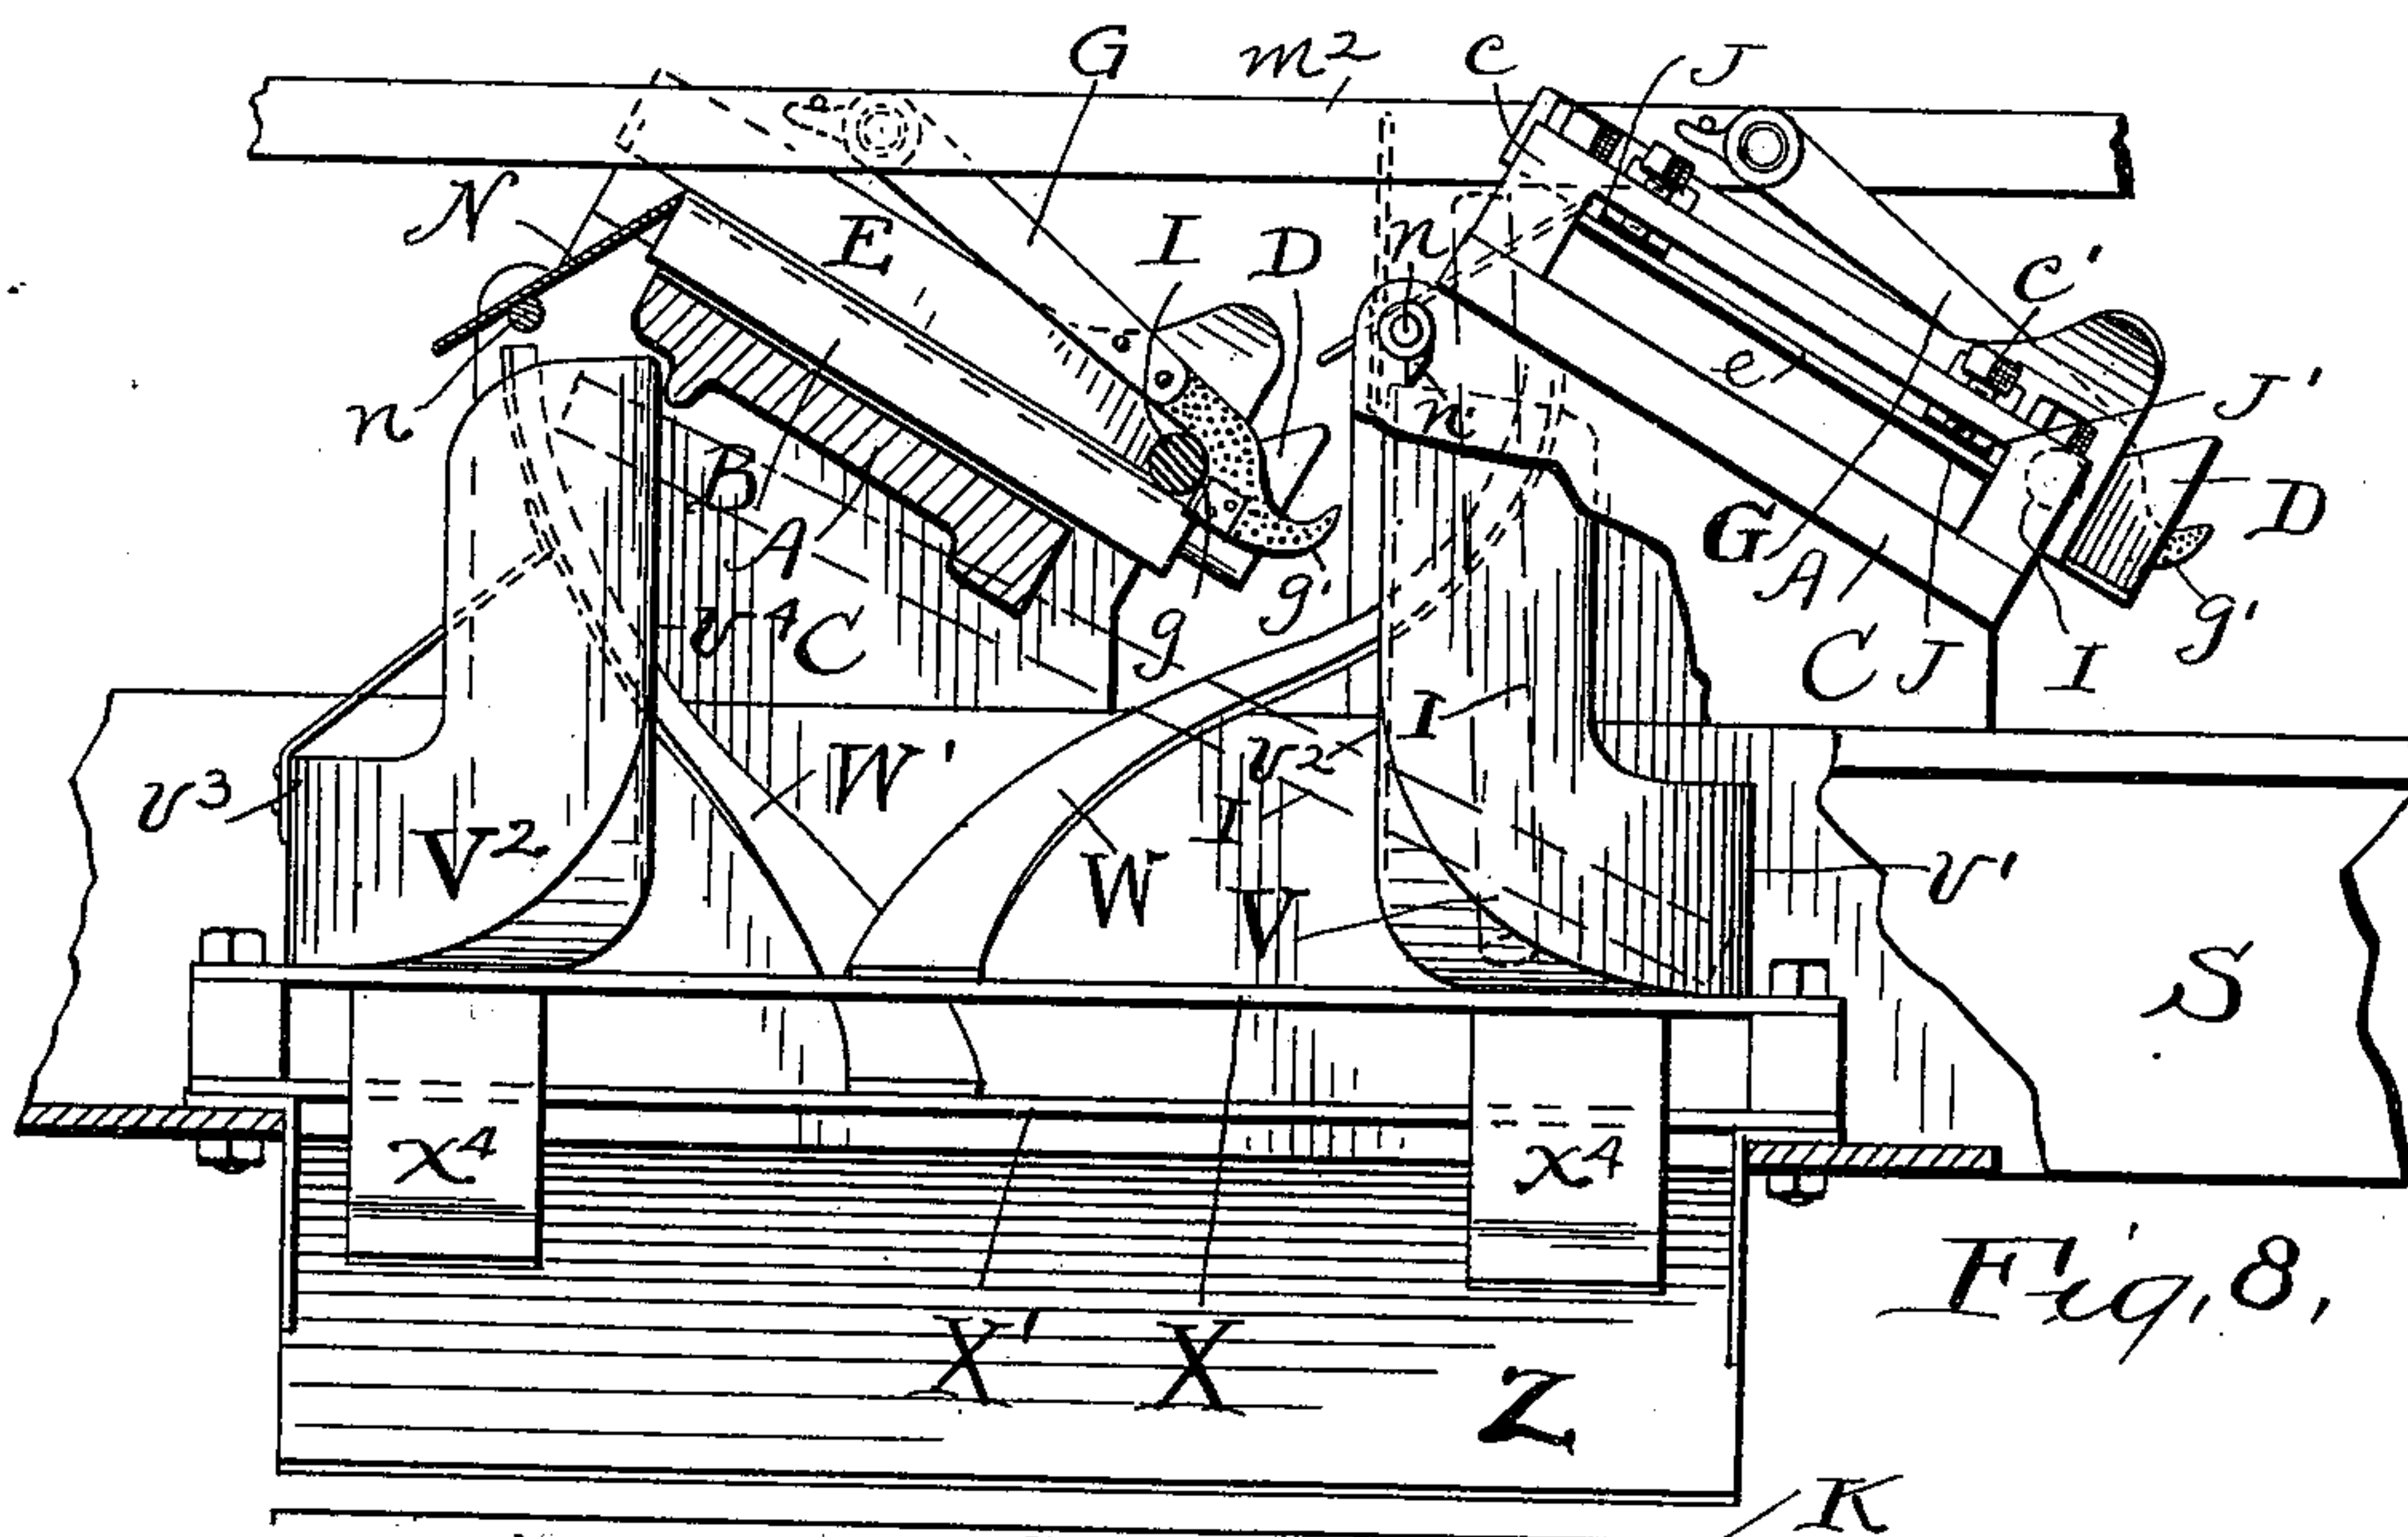 G m² c J
N E I D n c'
n e J'
B n
A G A D
v⁴ C g g' C J I g'
W' v² I
v³ V² I W V v'
S
x⁴ x⁴
Fig. 8,
X' X Z
K